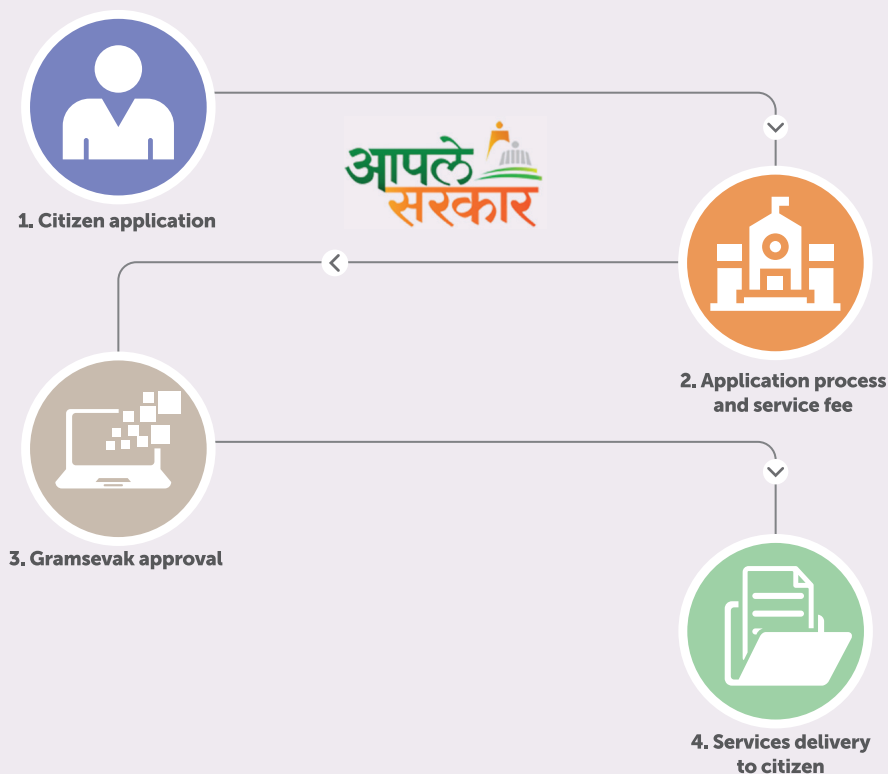 1. Citizen application
आपले
सरकार
2. Application process
and service fee
3. Gramsevak approval
4. Services delivery
to citizen